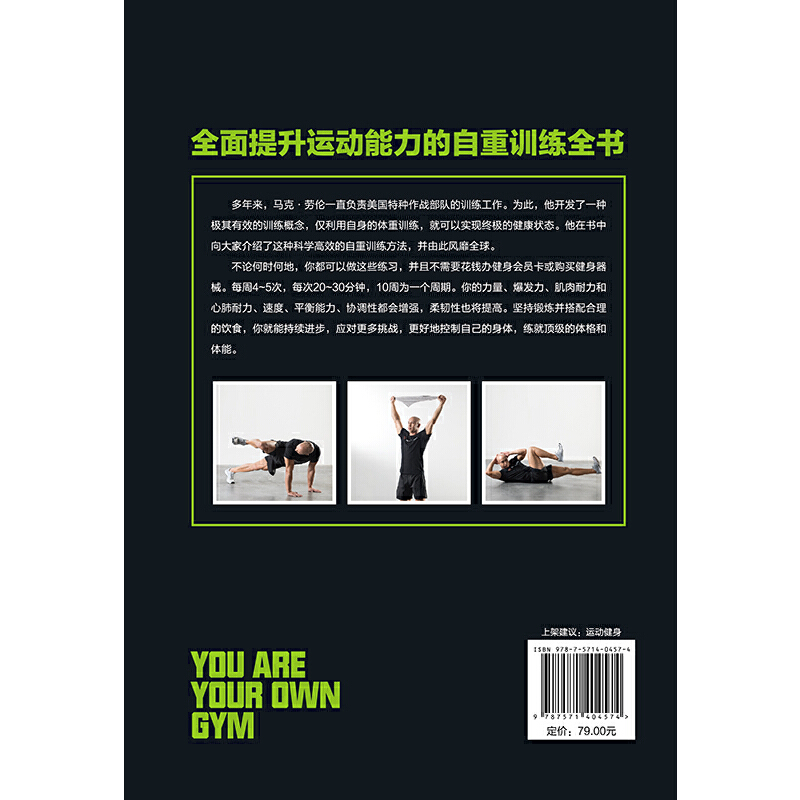 全面提升运动能力的自重训练全书
多年来，马克·劳伦一直负责美国特种作战部队的训练工作。为此，他开发了一种
极其有效的训练概念，仅利用自身的体重训练，就可以实现终极的健康状态。他在书中
向大家介绍了这种科学高效的自重训练方法，并由此风靡全球。
不论何时何地，你都可以做这些练习，并且不需要花钱办健身会员卡或购买健身器
械。每周4~5次，每次20~30分钟，10周为一个周期。你的力量、爆发力、肌肉耐力和
心肺耐力、速度、平衡能力、协调性都会增强，柔韧性也将提高。坚持锻炼并搭配合理
的饮食，你就能持续进步，应对更多挑战，更好地控制自己的身体，练就顶级的体格和
体能。
YOU ARE
YOUR OWN
GYM
上架建议：运动健身
ISBN 978-7-5714-0457-4
9 787571 404574 >
定价：79.00元